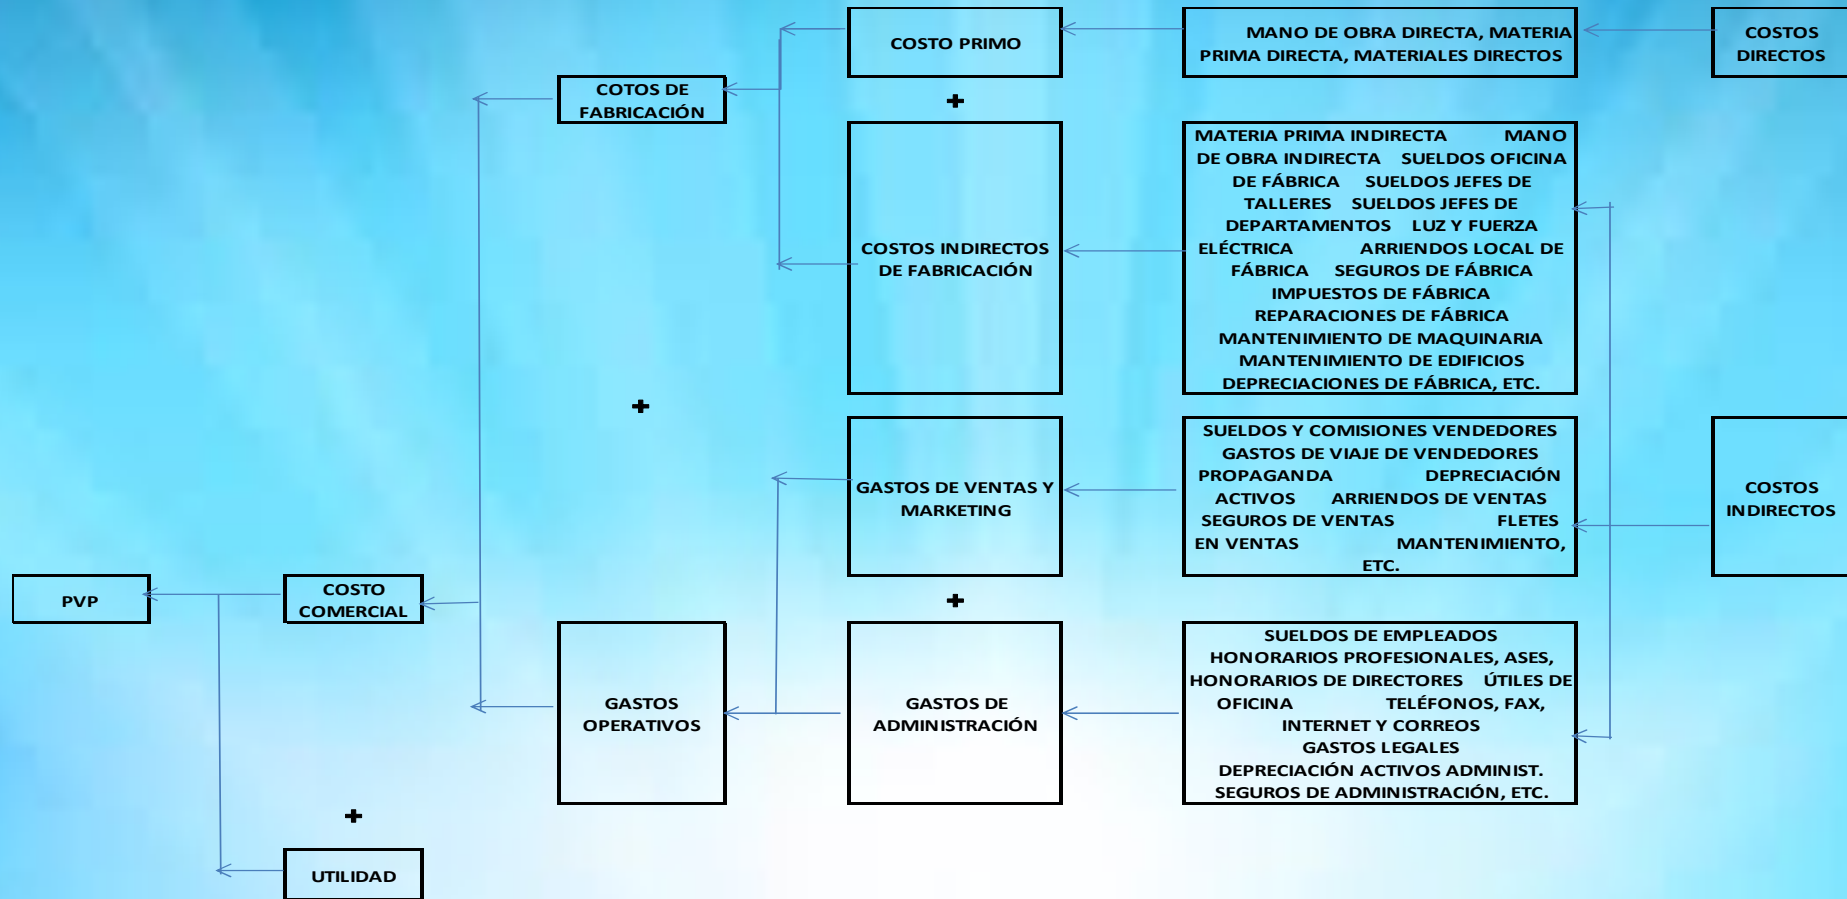 COSTO PRIMO
MANO DE OBRA DIRECTA, MATERIA
PRIMA DIRECTA, MATERIALES DIRECTOS
COSTOS
DIRECTOS
COTOS DE
FABRICACIÓN
+
COSTOS INDIRECTOS
DE FABRICACIÓN
MATERIA PRIMA INDIRECTA MANO
DE OBRA INDIRECTA SUELDOS OFICINA
DE FÁBRICA SUELDOS JEFES DE
TALLERES SUELDOS JEFES DE
DEPARTAMENTOS LUZ Y FUERZA
ELÉCTRICA ARRIENDOS LOCAL DE
FÁBRICA SEGUROS DE FÁBRICA
IMPUESTOS DE FÁBRICA
REPARACIONES DE FÁBRICA
MANTENIMIENTO DE MAQUINARIA
MANTENIMIENTO DE EDIFICIOS
DEPRECIACIONES DE FÁBRICA, ETC.
+
GASTOS DE VENTAS Y
MARKETING
SUELDOS Y COMISIONES VENDEDORES
GASTOS DE VIAJE DE VENDEDORES
PROPAGANDA DEPRECIACIÓN
ACTIVOS ARRIENDOS DE VENTAS
SEGUROS DE VENTAS FLETES
EN VENTAS MANTENIMIENTO,
ETC.
COSTOS
INDIRECTOS
PVP
COSTO
COMERCIAL
+
GASTOS
OPERATIVOS
GASTOS DE
ADMINISTRACIÓN
SUELDOS DE EMPLEADOS
HONORARIOS PROFESIONALES, ASES,
HONORARIOS DE DIRECTORES ÚTILES DE
OFICINA TELÉFONOS, FAX,
INTERNET Y CORREOS
GASTOS LEGALES
DEPRECIACIÓN ACTIVOS ADMINIST.
SEGUROS DE ADMINISTRACIÓN, ETC.
+
UTILIDAD